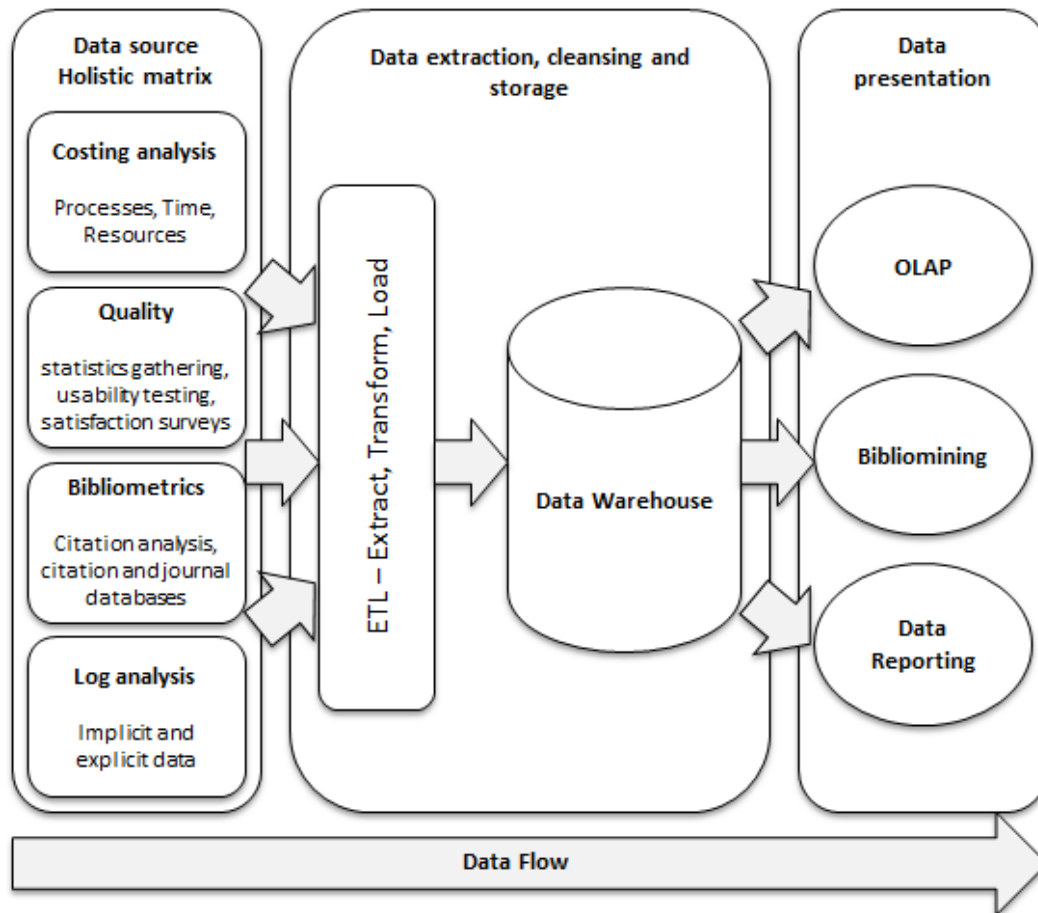 Data source
Holistic matrix
Costing analysis
Processes, Time,
Resources
Quality
statistics gathering,
usability testing,
satisfaction surveys
Bibliometrics
Citation analysis,
citation and journal
databases
Log analysis
Implicit and
explicit data
Data extraction, cleansing and
storage
ETL – Extract, Transform, Load
Data Warehouse
Data
presentation
OLAP
Bibliomining
Data
Reporting
Data Flow